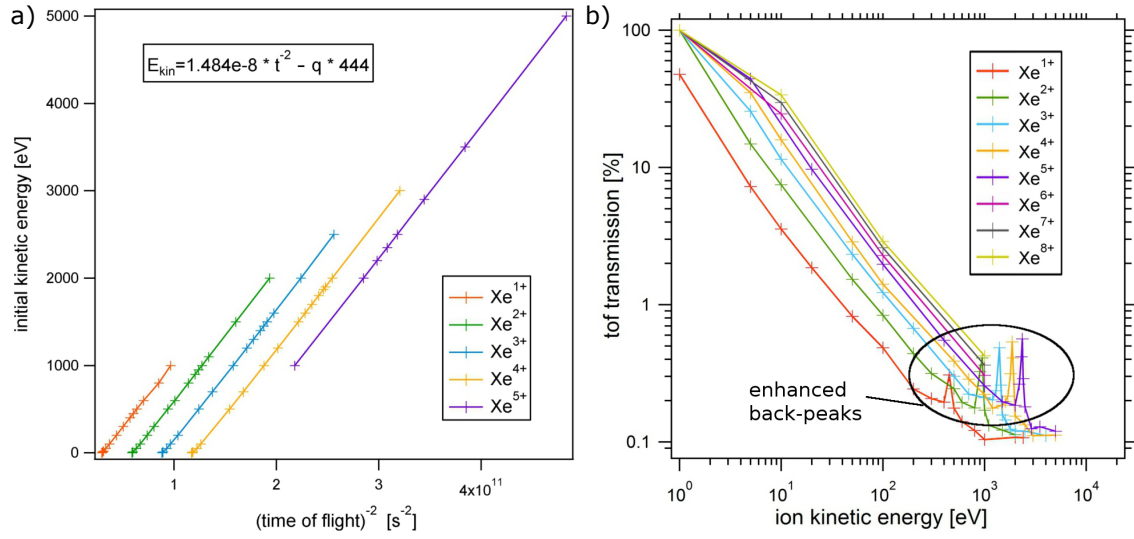 a)
E_kin=1.484e-8 * t^-2 – q * 444
initial kinetic energy [eV]
5000
4000
3000
2000
1000
0
Xe^1+
Xe^2+
Xe^3+
Xe^4+
Xe^5+
1
2
3
4x10^11
(time of flight)^-2 [s^-2]
b)
tof transmission [%]
100
10
1
0.1
Xe^1+
Xe^2+
Xe^3+
Xe^4+
Xe^5+
Xe^6+
Xe^7+
Xe^8+
enhanced
back-peaks
10^0
10^1
10^2
10^3
10^4
ion kinetic energy [eV]